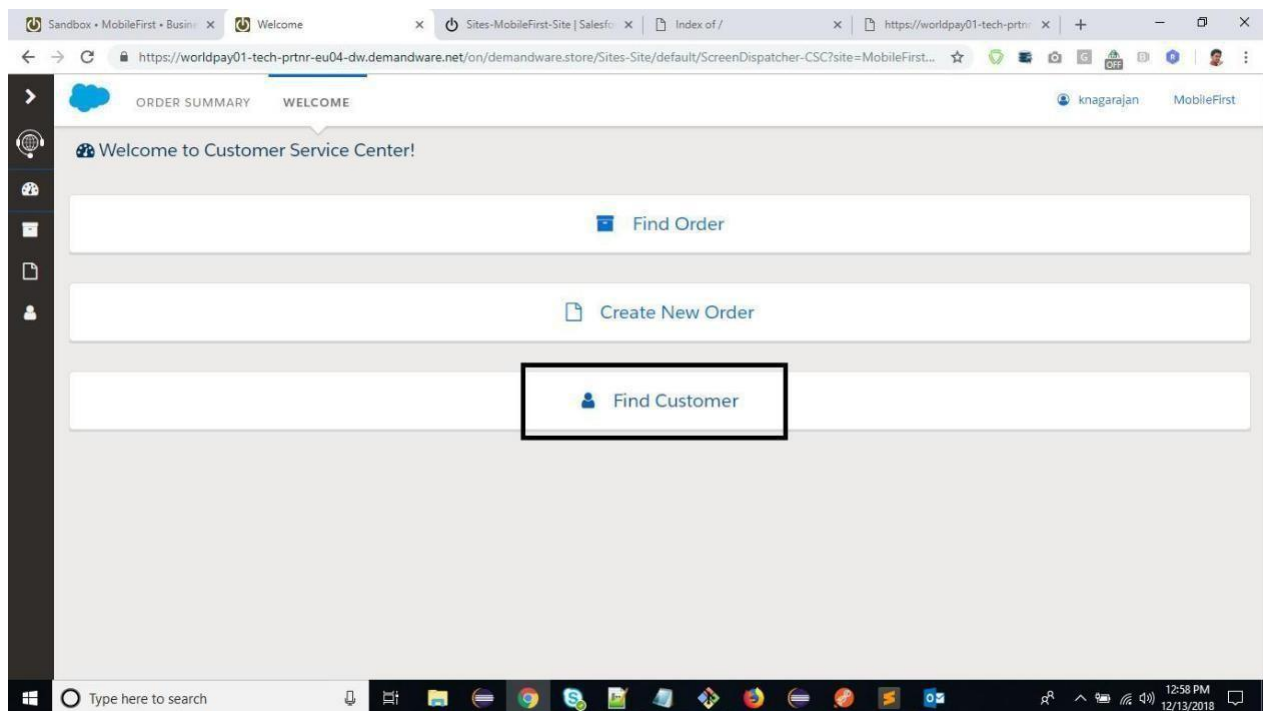 Sandbox • MobileFirst • Busine
Welcome
Sites-MobileFirst-Site | Salesfo
Index of /
https://worldpay01-tech-prtnr
https://worldpay01-tech-prtnr-eu04-dw.demandware.net/on/demandware.store/Sites-Site/default/ScreenDispatcher-CSC?site=MobileFirst...
OFF
ORDER SUMMARY
WELCOME
knagarajan
MobileFirst
Welcome to Customer Service Center!
Find Order
Create New Order
Find Customer
Type here to search
12:58 PM
12/13/2018